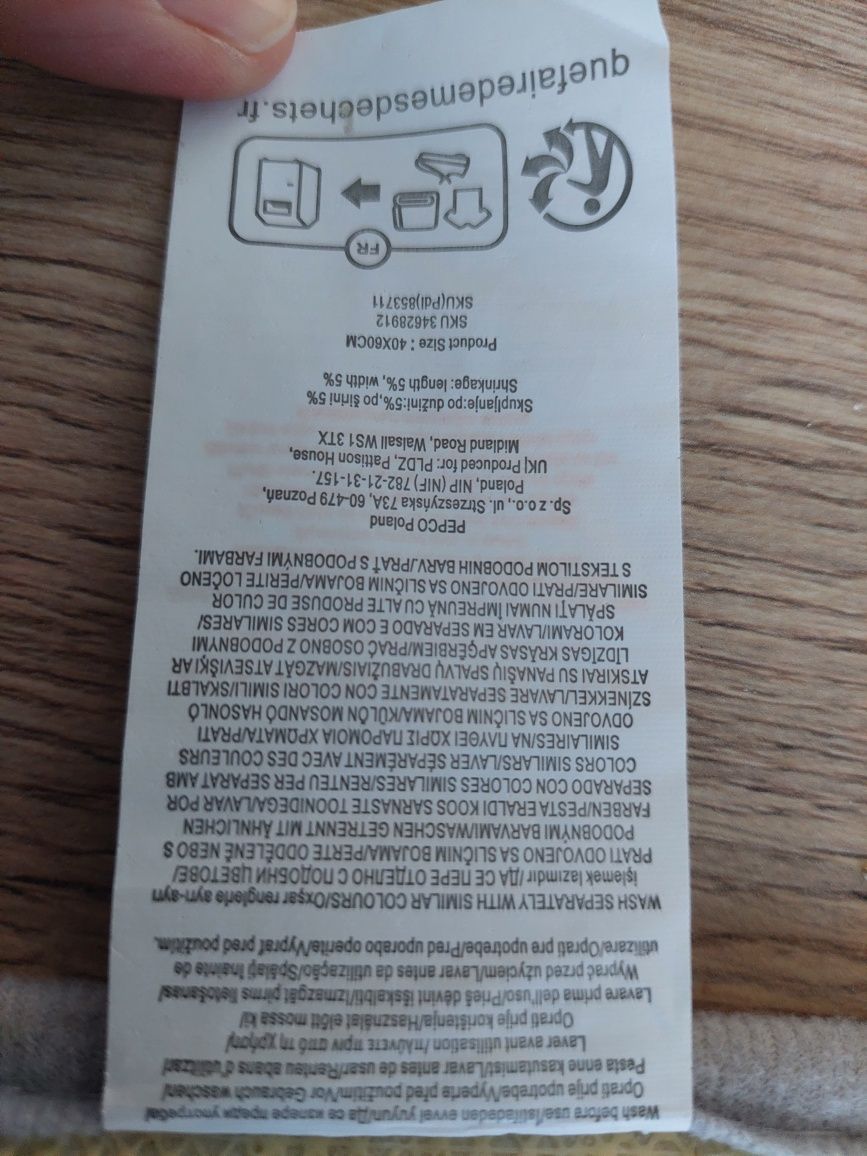 Wash before use/İstifadədən əvvəl yuyun/Да се изпере преди употреба/
Oprati prije upotrebe/Vyperte před použitím/Vor Gebrauch waschen/
Pesta enne kasutamist/Lavar antes de usar/Renteu abans d'utilitzar/
Laver avant utilisation /πλύνετε πριν από τη χρήση/
Oprati prije korištenja/Használat előtt mossa ki/
Lavare prima dell'uso/Prieš dėvint išskalbti/Izmazgāt pirms lietošanas/
Wyprać przed użyciem/Lavar antes da utilização/Spălați înainte de
utilizare/Oprati pre upotrebe/Pred uporabo operite/Vyprať pred použitím.
WASH SEPARATELY WITH SIMILAR COLOURS/Oxşar rənglərlə ayrı-ayrı
işlemek lazımdır /ДА СЕ ПЕРЕ ОТДЕЛНО С ПОДОБНИ ЦВЕТОВЕ/
PRATI ODVOJENO SA SLIČNIM BOJAMA/PERTE ODDĚLENĚ NEBO S
PODOBNÝMI BARVAMI/WASCHEN GETRENNT MIT ÄHNLICHEN
FARBEN/PESTA ERALDI KOOS SARNASTE TOONIDEGA/LAVAR POR
SEPARADO CON COLORES SIMILARES/RENTEU PER SEPARAT AMB
COLORS SIMILARS/LAVER SÉPARÉMENT AVEC DES COULEURS
SIMILAIRES/ΝΑ ΠΛΥΘΕΙ ΧΩΡΙΣ ΠΑΡΟΜΟΙΑ ΧΡΩΜΑΤΑ/PRATI
ODVOJENO SA SLIČNIM BOJAMA/KÜLÖN MOSANDÓ HASONLÓ
SZÍNEKKEL/LAVARE SEPARATAMENTE CON COLORI SIMILI/SKALBTI
ATSKIRAI SU PANAŠIŲ SPALVŲ DRABUŽIAIS/MAZGĀT ATSEVIŠĶI AR
LĪDZĪGAS KRĀSAS APĢĒRBIEM/PRAĆ OSOBNO Z PODOBNYMI
KOLORAMI/LAVAR EM SEPARADO E COM CORES SIMILARES/
SPĂLAȚI NUMAI ÎMPREUNĂ CU ALTE PRODUSE DE CULOR
SIMILARE/PRATI ODVOJENO SA SLIČNIM BOJAMA/PERITE LOČENO
S TEKSTILOM PODOBNIH BARV./PRAŤ S PODOBNÝMI FARBAMI.
PEPCO Poland
Sp. z o.o., ul. Strzeszyńska 73A, 60-479 Poznań,
Poland, NIP (NIF) 782-21-31-157.
UK| Produced for: PLDZ, Pattison House,
Midland Road, Walsall WS1 3TX
Skupljanje:po dužini:5%,po širini 5%
Shrinkage: length 5%, width 5%
Product Size : 40X60CM
SKU 34628912
SKU(Pdl)853711
FR
quefairedemesdechets.fr